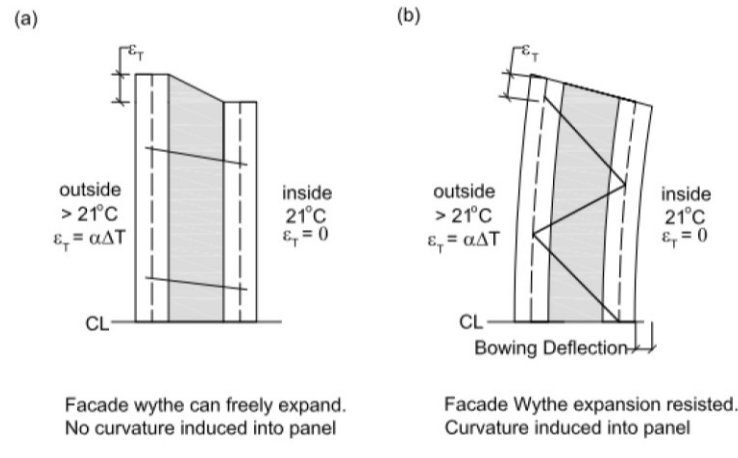 (a)
(b)
εT
εT
outside
> 21°C
εT = αΔT
inside
21°C
εT = 0
outside
> 21°C
εT = αΔT
inside
21°C
εT = 0
CL
CL
Bowing Deflection
Facade wythe can freely expand.
No curvature induced into panel
Facade Wythe expansion resisted.
Curvature induced into panel